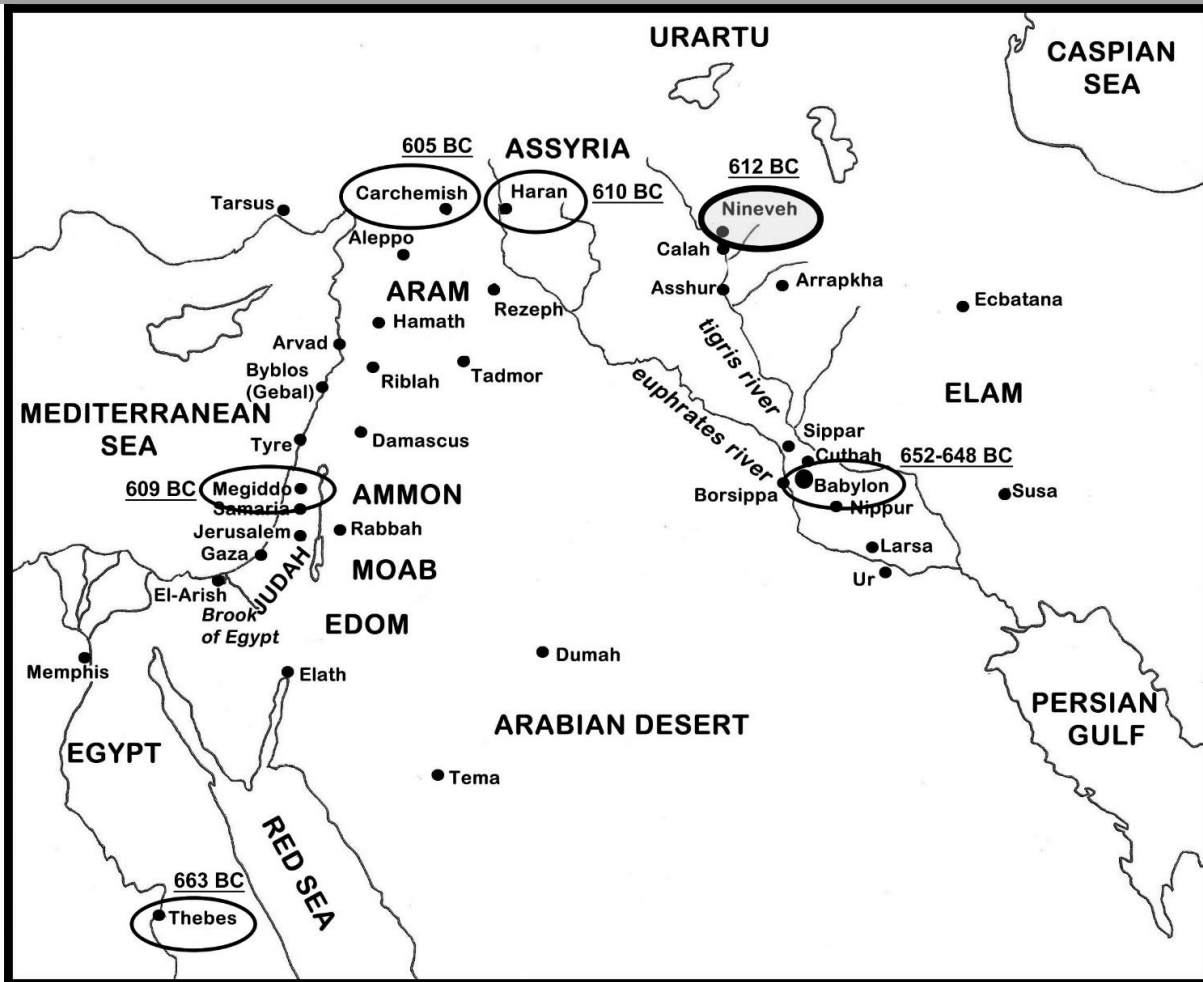 URARTU
CASPIAN
SEA
605 BC
ASSYRIA
612 BC
Carchemish
Haran
610 BC
Tarsus
Nineveh
Aleppo
Calah
ARAM
Asshur
Arrapkha
Rezeph
Ecbatana
Hamath
Arvad
tigris river
Byblos
(Gebal)
Riblah
Tadmor
euphrates river
ELAM
MEDITERRANEAN
SEA
Tyre
Damascus
Sippar
Cuthah
652-648 BC
609 BC
Megiddo
AMMON
Babylon
Borsippa
Susa
Samaria
Nippur
Jerusalem
Rabbah
Gaza
Larsa
JUDAH
MOAB
Ur
El-Arish
Brook
of Egypt
EDOM
Memphis
Dumah
Elath
PERSIAN
GULF
ARABIAN DESERT
EGYPT
Tema
RED SEA
663 BC
Thebes